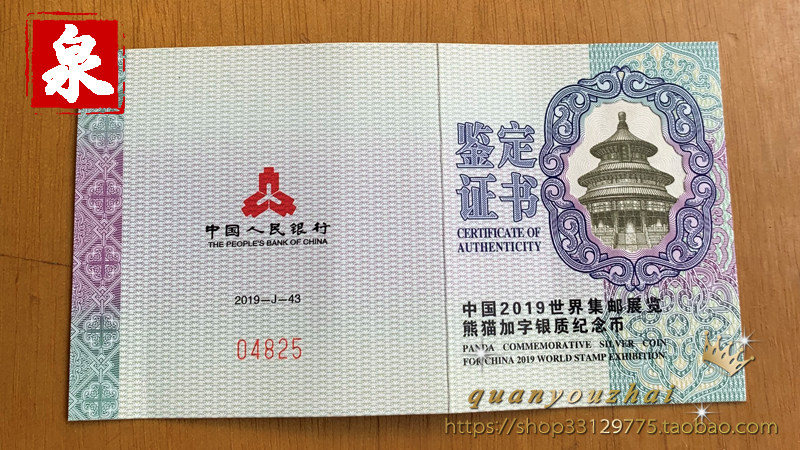 泉
中国人民银行
THE PEOPLE'S BANK OF CHINA
2019-J-43
04825
鉴定
证书
CERTIFICATE OF
AUTHENTICITY
中国2019世界集邮展览
熊猫加字银质纪念币
PANDA COMMEMORATIVE SILVER COIN
FOR CHINA 2019 WORLD STAMP EXHIBITION
quanyouzhai
https://shop33129775.taobao.com